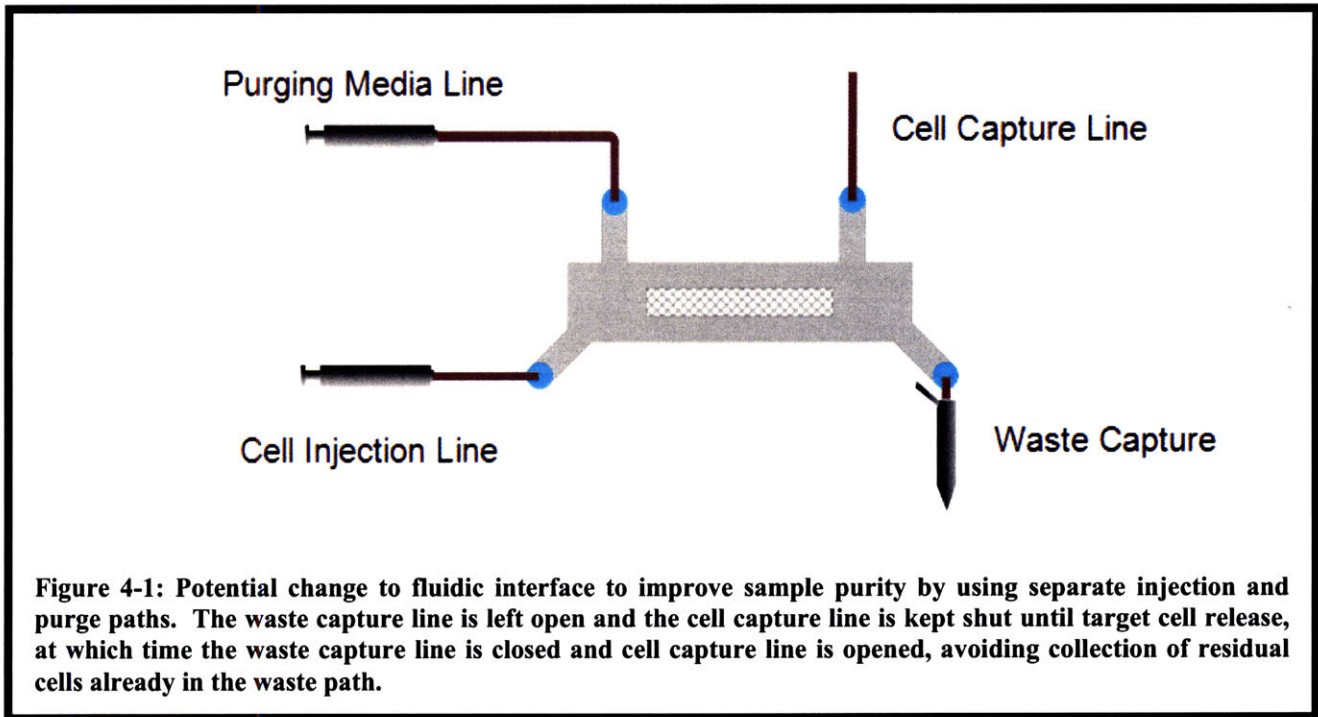 Purging Media Line
Cell Capture Line
Cell Injection Line
Waste Capture
Figure 4-1: Potential change to fluidic interface to improve sample purity by using separate injection and
purge paths. The waste capture line is left open and the cell capture line is kept shut until target cell release,
at which time the waste capture line is closed and cell capture line is opened, avoiding collection of residual
cells already in the waste path.